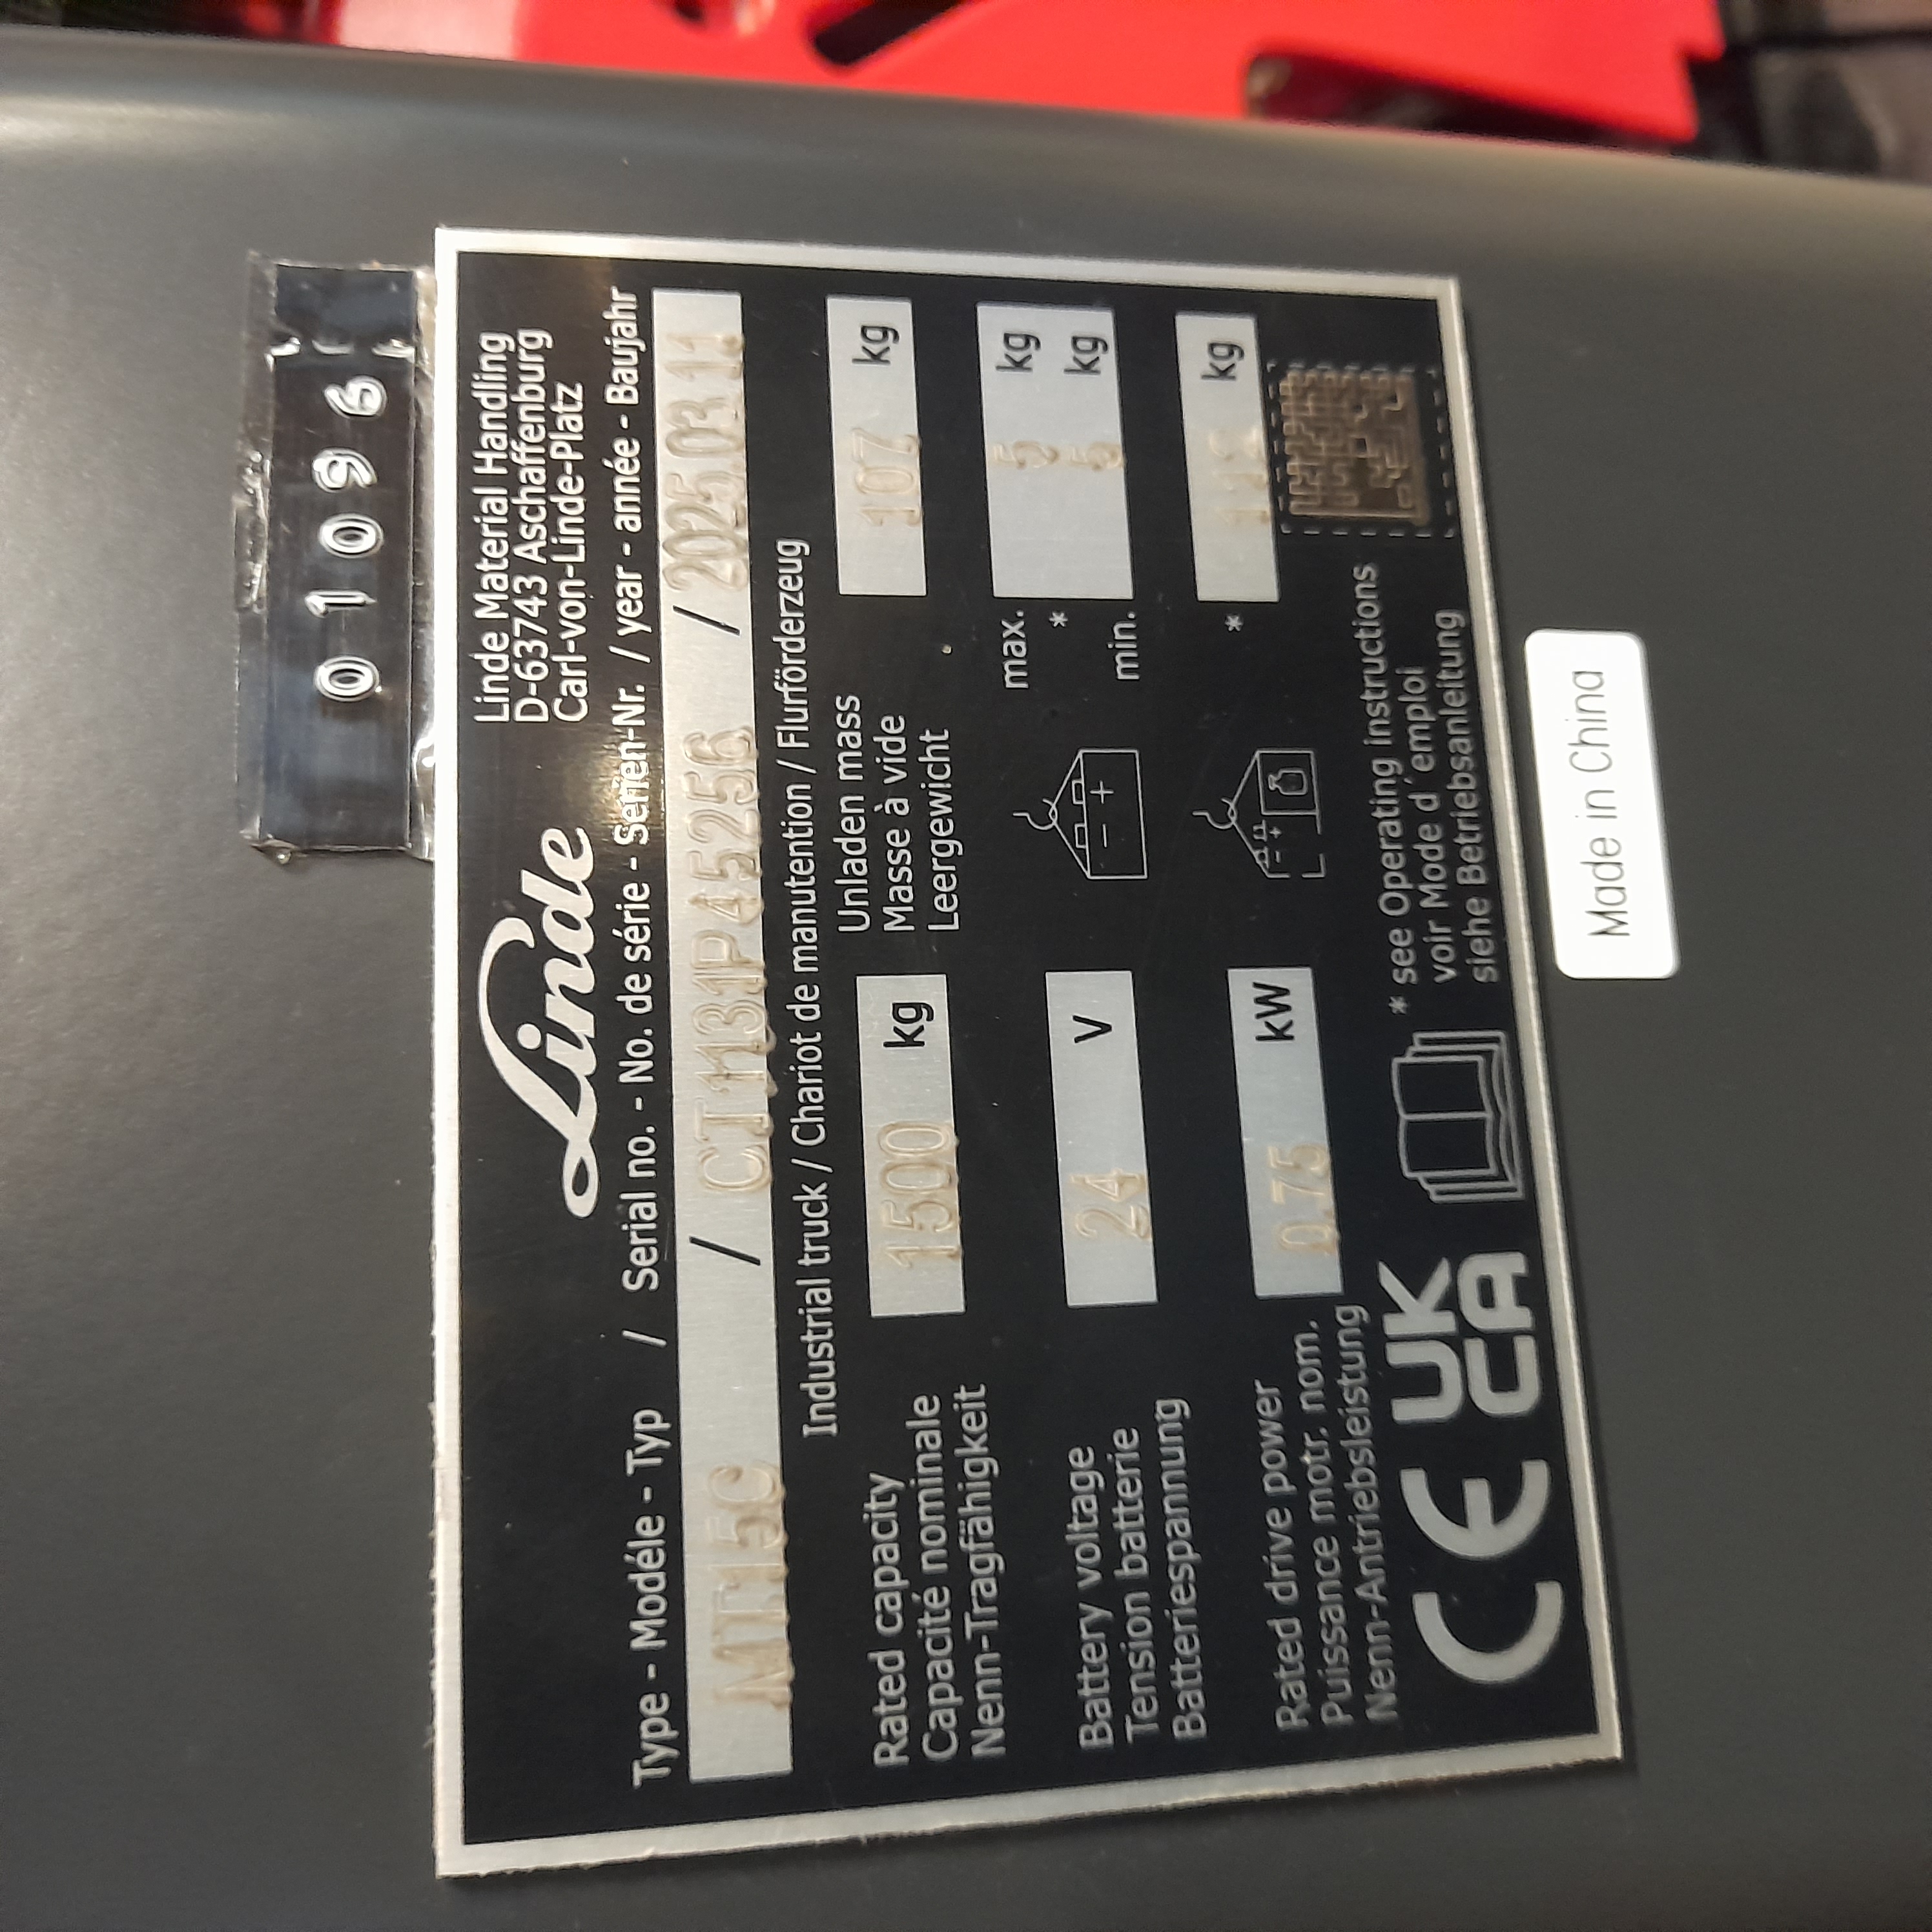 01096
Linde
Linde Material Handling
D-63743 Aschaffenburg
Carl-von-Linde-Platz
Type - Modéle - Typ / Serial no. - No. de série - Serien-Nr. / year - année - Baujahr
MT15C / CT1131P45256 / 2025.03 11
Industrial truck / Chariot de manutention / Flurförderzeug
Rated capacity
Capacité nominale
Nenn-Tragfähigkeit
1500 kg
Unladen mass
Masse à vide
Leergewicht
107 kg
Battery voltage
Tension batterie
Batteriespannung
24 V
max.
*
min.
5 kg
5 kg
Rated drive power
Puissance motr. nom.
Nenn-Antriebsleistung
0.75 kW
*
kg
CE UK
CA
* see Operating instructions
voir Mode d´emploi
siehe Betriebsanleitung
Made in China